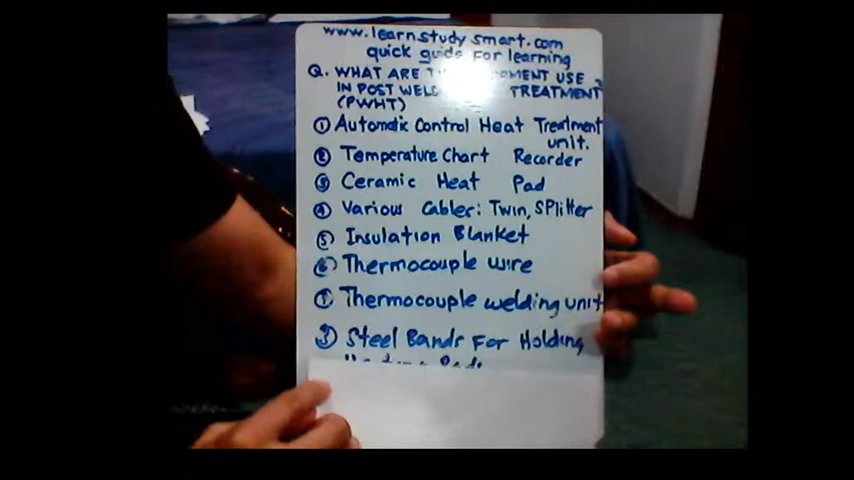 www.learnstudysmart.com
quick guide for learning
Q. WHAT ARE USE
IN POST TREATMENT ?
(PWHT)
① Automatic Control Heat Treatment
unit.
② Temperature Chart Recorder
③ Ceramic Heat Pad
④ Various Cables: Twin, SPlitter
⑤ Insulation Blanket
⑥ Thermocouple wire
⑦ Thermocouple welding unit
⑧ Steel Bands For Holding